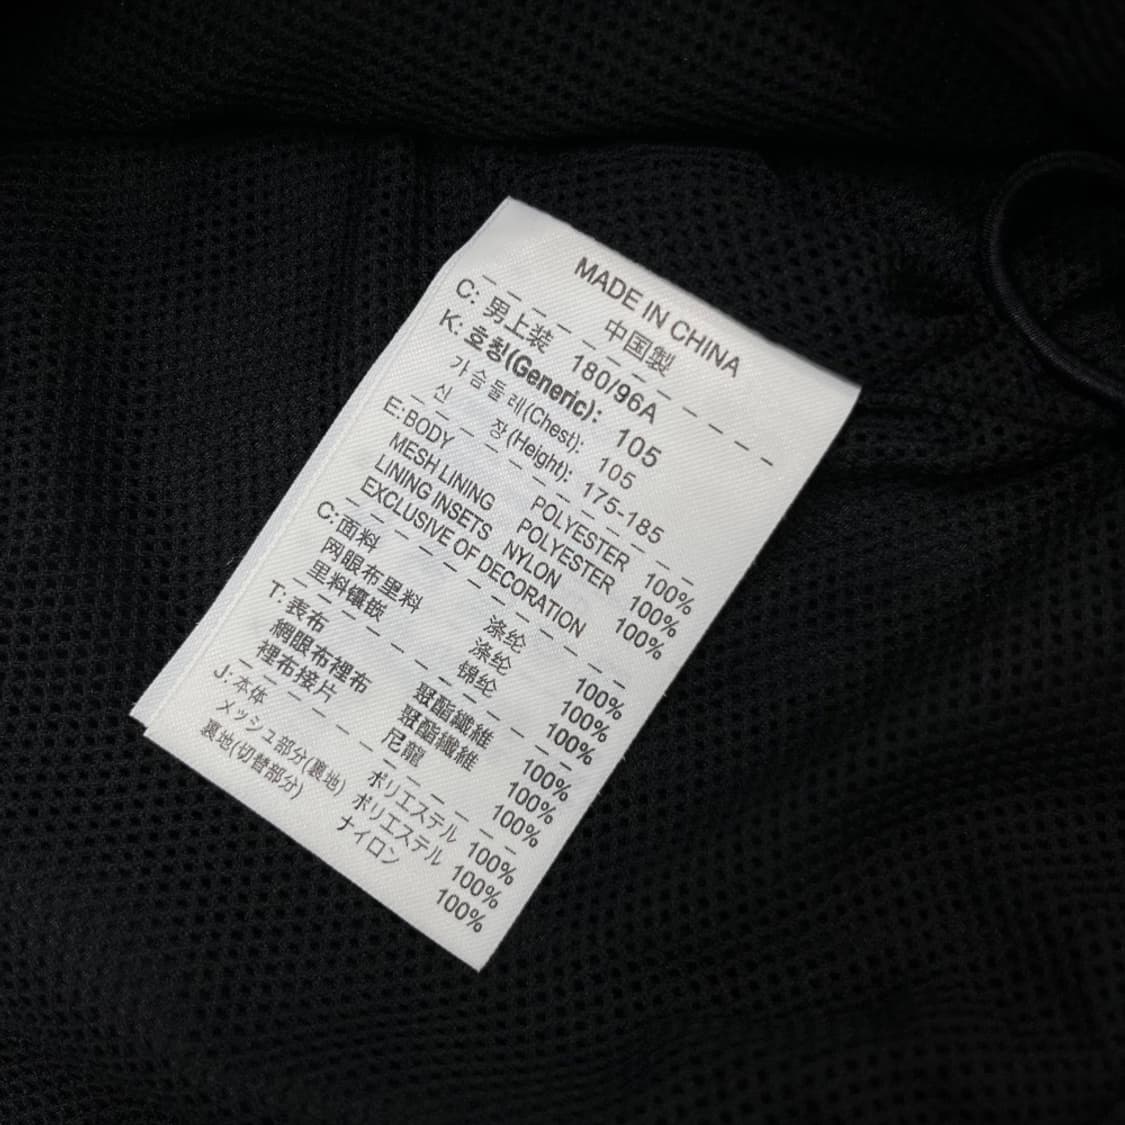 MADE IN CHINA
中国製
C: 男上装 180/96A
K: 호칭(Generic): 105
가슴둘레(Chest): 105
신 장(Height): 175-185
E:BODY POLYESTER 100%
MESH LINING POLYESTER 100%
LINING INSETS NYLON 100%
EXCLUSIVE OF DECORATION
C:面料 涤纶 100%
网眼布里料 涤纶 100%
里料镶嵌 锦纶 100%
T: 表布 聚酯纖維 100%
網眼布裡布 聚酯纖維 100%
裡布接片 尼龍 100%
J: 本体 ポリエステル 100%
メッシュ部分(裏地) ポリエステル 100%
裏地(切替部分) ナイロン 100%